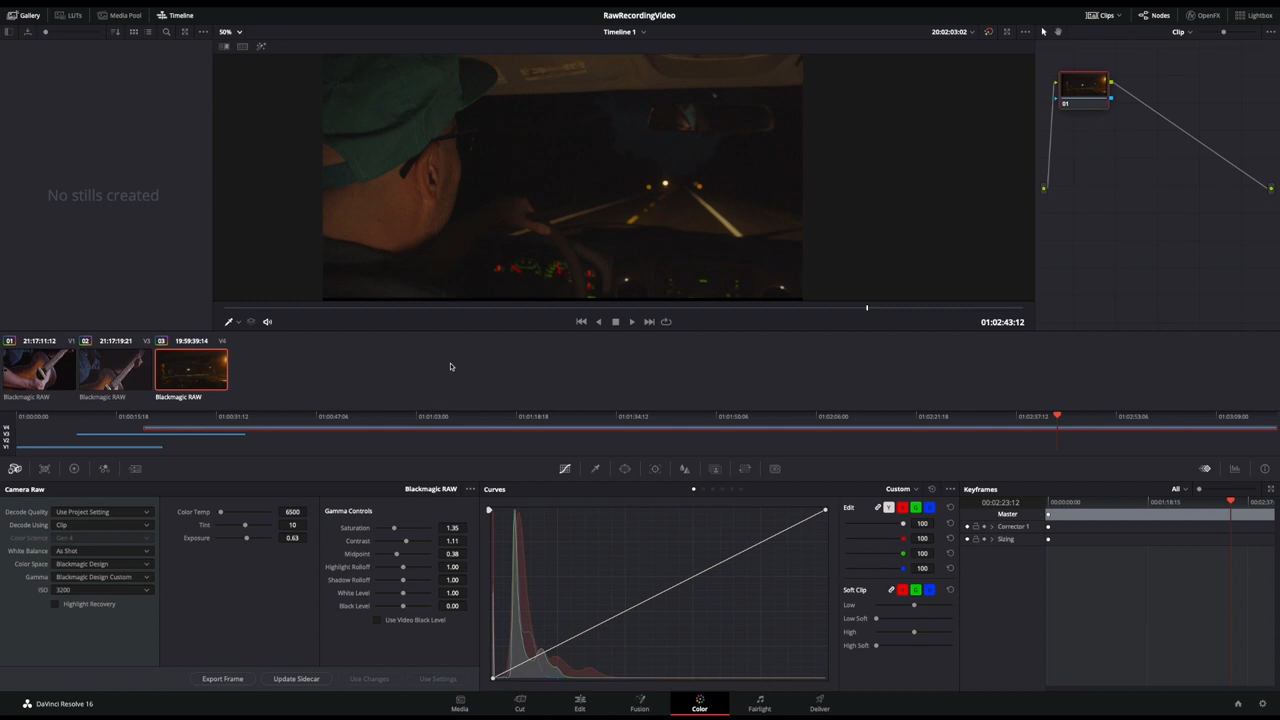 Gallery LUTs Media Pool Timeline RawRecordingVideo Clips Nodes OpenFX Lightbox
50% Timeline 1 20:02:03:02 Clip
No stills created
01
01:02:43:12
01 21:17:11:12 V1 02 21:17:19:21 V3 03 19:59:39:14 V4
Blackmagic RAW Blackmagic RAW Blackmagic RAW
01:00:00:00 01:00:15:18 01:00:31:12 01:00:47:06 01:01:03:00 01:01:18:18 01:01:34:12 01:01:50:06 01:02:06:00 01:02:21:18 01:02:37:12 01:02:53:06 01:03:09:00
V4
V3
V2
V1
Camera Raw Blackmagic RAW Curves Custom Keyframes All
Decode Quality Use Project Setting
Decode Using Clip
Color Science Gen 4
White Balance As Shot
Color Space Blackmagic Design
Gamma Blackmagic Design Custom
ISO 3200
Highlight Recovery
Color Temp 6500
Tint 10
Exposure 0.63
Gamma Controls
Saturation 1.35
Contrast 1.11
Midpoint 0.38
Highlight Rolloff 1.00
Shadow Rolloff 1.00
White Level 1.00
Black Level 0.00
Use Video Black Level
Export Frame Update Sidecar Use Changes Use Settings
Edit Y
100
100
100
100
Soft Clip
Low
Low Soft
High
High Soft
00:02:23:12 00:00:00:00 00:01:18:15
Master
Corrector 1
Sizing
DaVinci Resolve 16 Media Cut Edit Fusion Color Fairlight Deliver